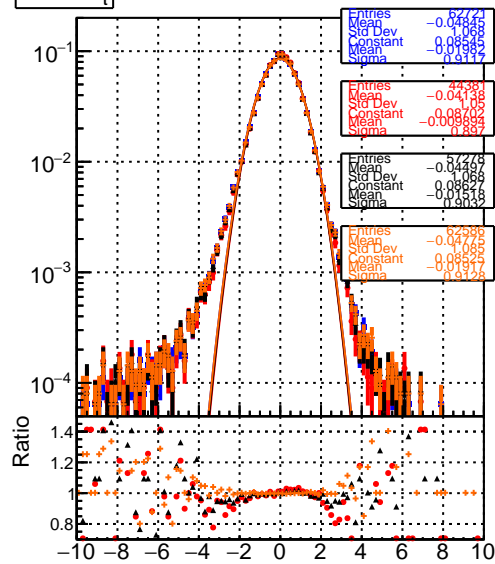 t
Entries 62721
Mean −0.04845
Std Dev 1.068
Constant 0.08545
Mean −0.01982
Sigma 0.9117
Entries 44381
Mean −0.04138
Std Dev 1.05
Constant 0.08702
Mean −0.009894
Sigma 0.897
Entries 57278
Mean −0.04497
Std Dev 1.068
Constant 0.08627
Mean −0.01518
Sigma 0.9032
Entries 62586
Mean −0.04775
Std Dev 1.085
Constant 0.08525
Mean −0.01917
Sigma 0.9128
10−1
10−2
10−3
10−4
Ratio
1.4
1.2
1
0.8
−10 −8 −6 −4 −2 0 2 4 6 8 10